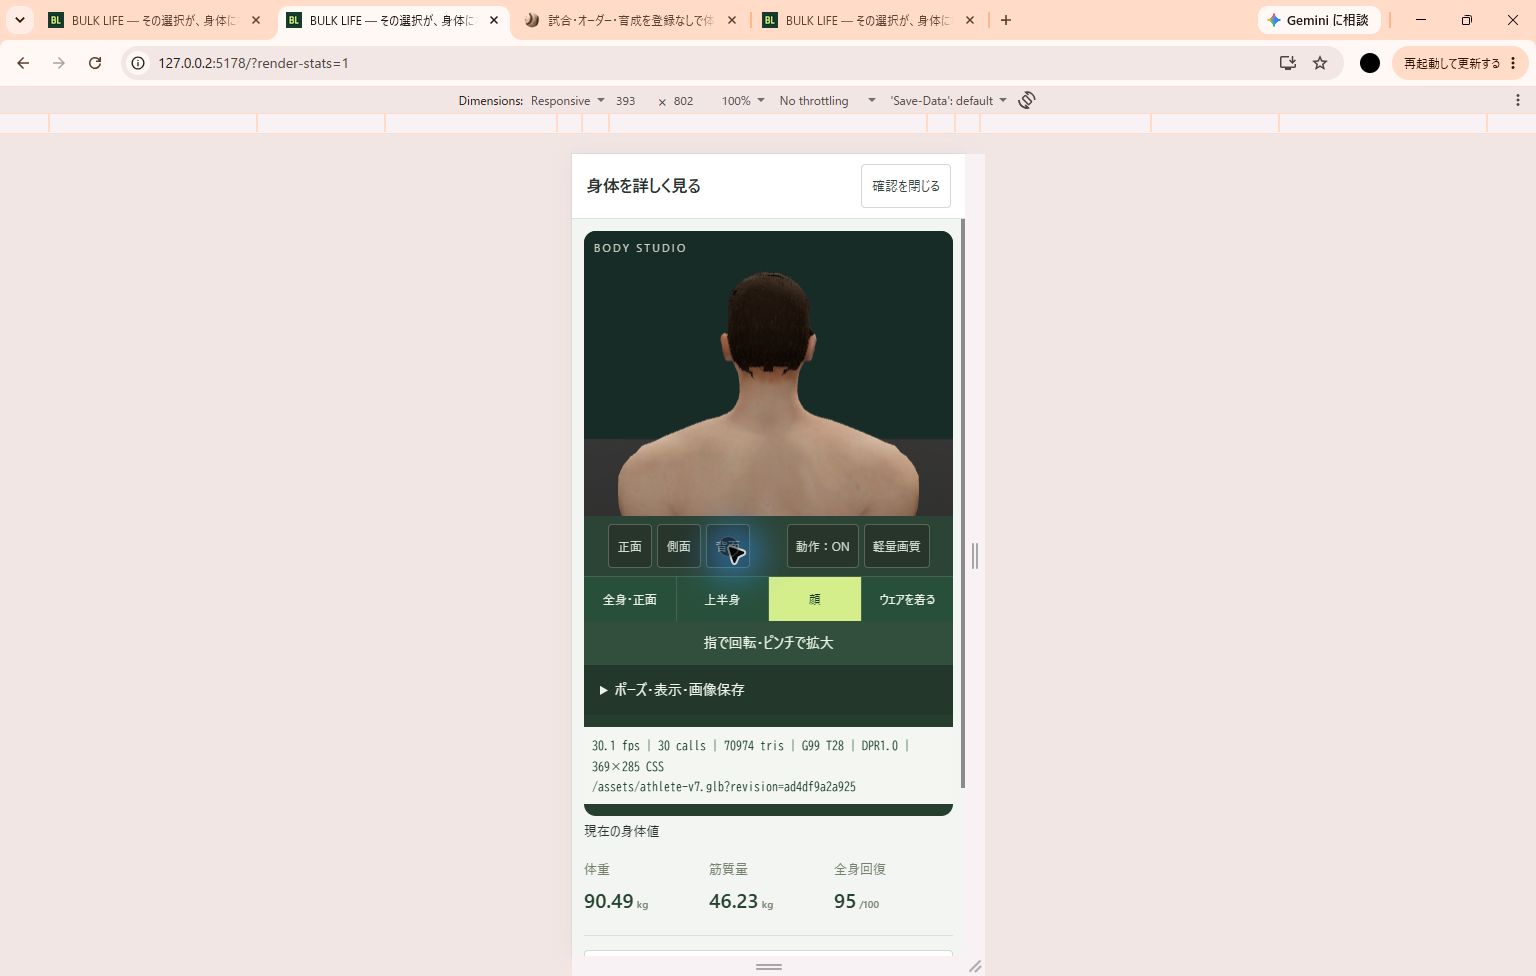 BL BULK LIFE — その選択が、身体に
BL BULK LIFE — その選択が、身体に
試合・オーダー・育成を登録なしで体
BL BULK LIFE — その選択が、身体に
Gemini に相談
127.0.0.2:5178/?render-stats=1
再起動して更新する
Dimensions: Responsive 393 × 802 100% No throttling 'Save-Data': default
身体を詳しく見る
確認を閉じる
BODY STUDIO
正面 側面 背面 動作：ON 軽量画質
全身・正面 上半身 顔 ウェアを着る
指で回転・ピンチで拡大
▶ ポーズ・表示・画像保存
30.1 fps | 30 calls | 70974 tris | G99 T28 | DPR1.0 |
369×285 CSS
/assets/athlete-v7.glb?revision=ad4df9a2a925
現在の身体値
体重 筋質量 全身回復
90.49 kg 46.23 kg 95 /100